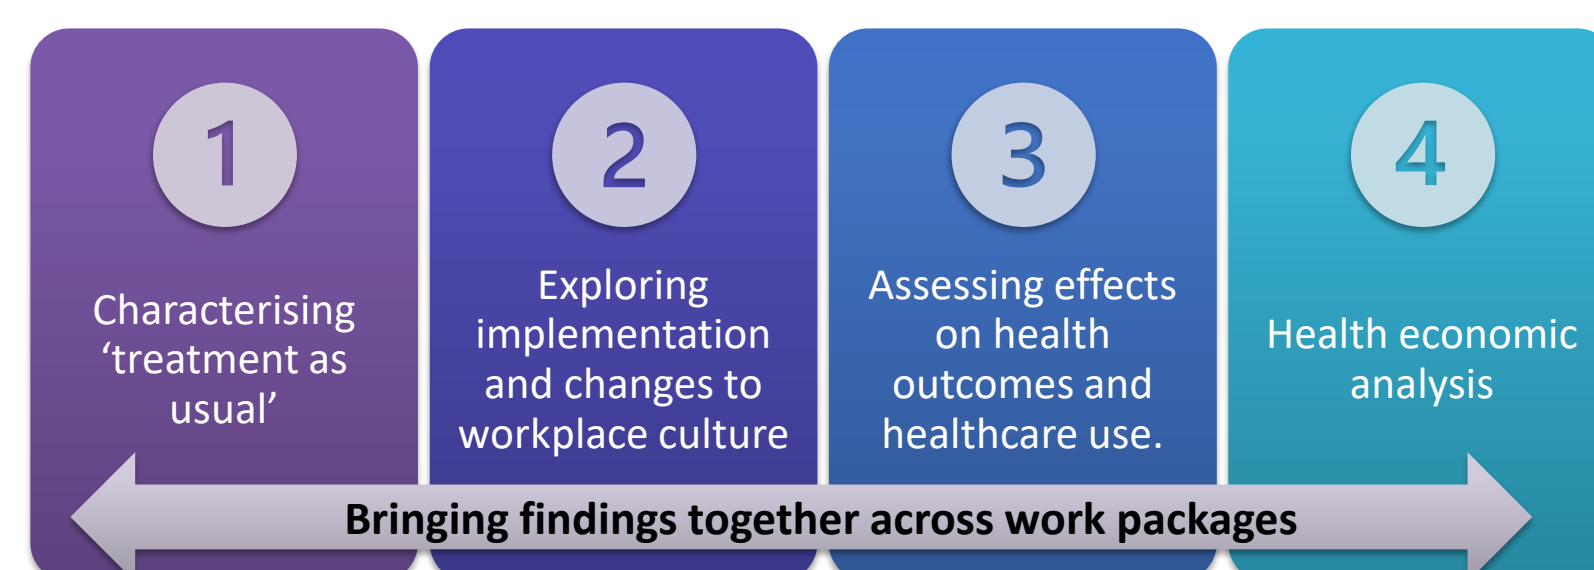 1
Characterising
‘treatment as
usual’
2
Exploring
implementation
and changes to
workplace culture
3
Assessing effects
on health
outcomes and
healthcare use.
4
Health economic
analysis
Bringing findings together across work packages